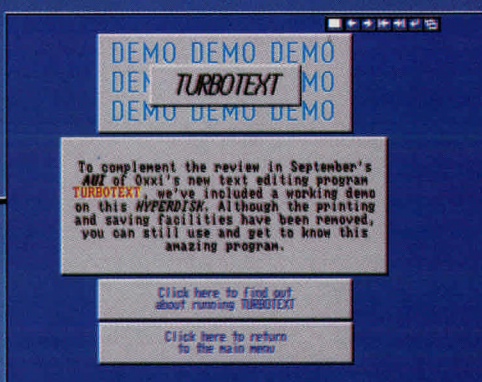 DEMO DEMO DEMO
DEM
TURBOTEXT
MO
DEMO DEMO DEMO
To complement the review in September's
AUI of Oxxi's new text editing program
TURBOTEXT, we've included a working demo
on this HYPERDISK. Although the printing
and saving facilities have been removed,
you can still use and get to know this
amazing program.
Click here to find out
about running TURBOTEXT
Click here to return
to the main menu